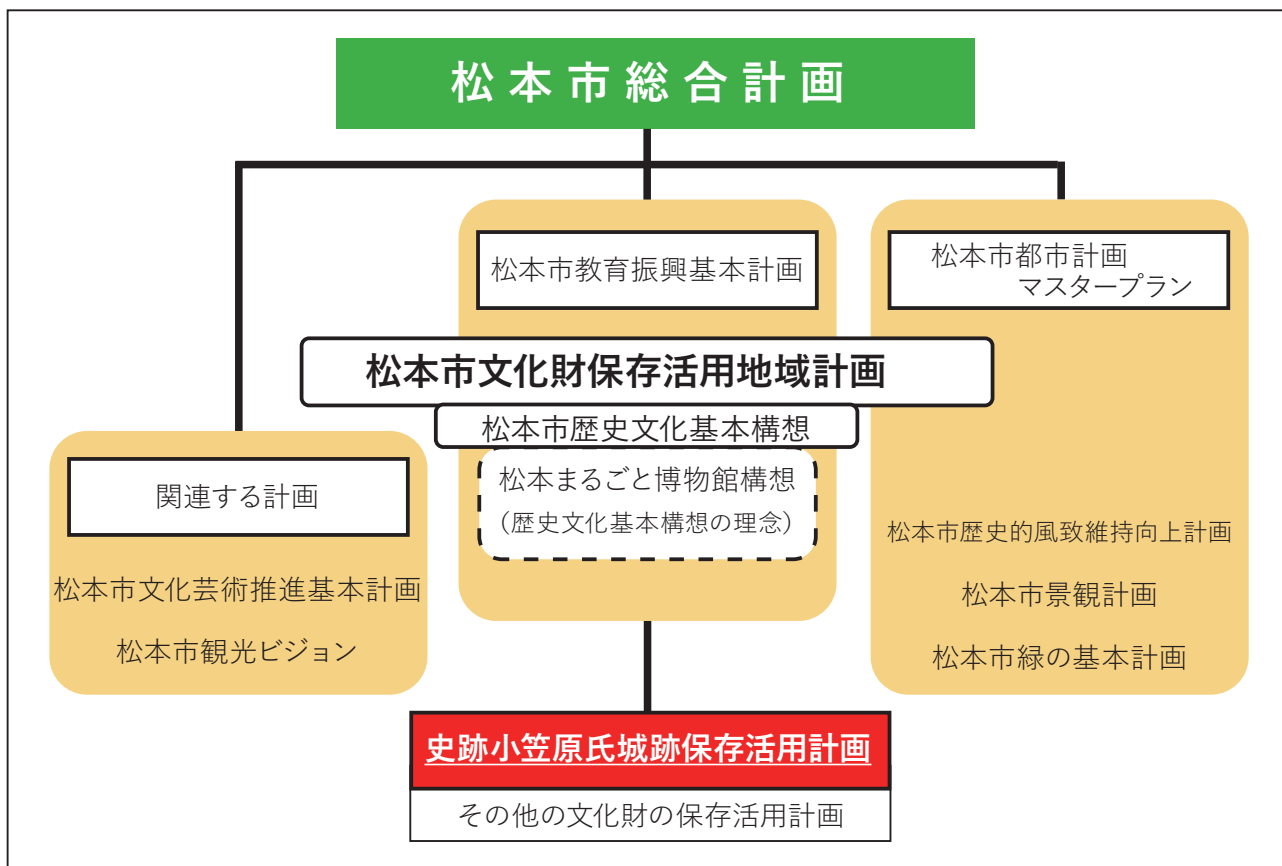 松本市総合計画
松本市教育振興基本計画
松本市都市計画
マスタープラン
松本市文化財保存活用地域計画
松本市歴史文化基本構想
松本まるごと博物館構想
(歴史文化基本構想の理念)
関連する計画
松本市文化芸術推進基本計画
松本市観光ビジョン
松本市歴史的風致維持向上計画
松本市景観計画
松本市緑の基本計画
史跡小笠原氏城跡保存活用計画
その他の文化財の保存活用計画